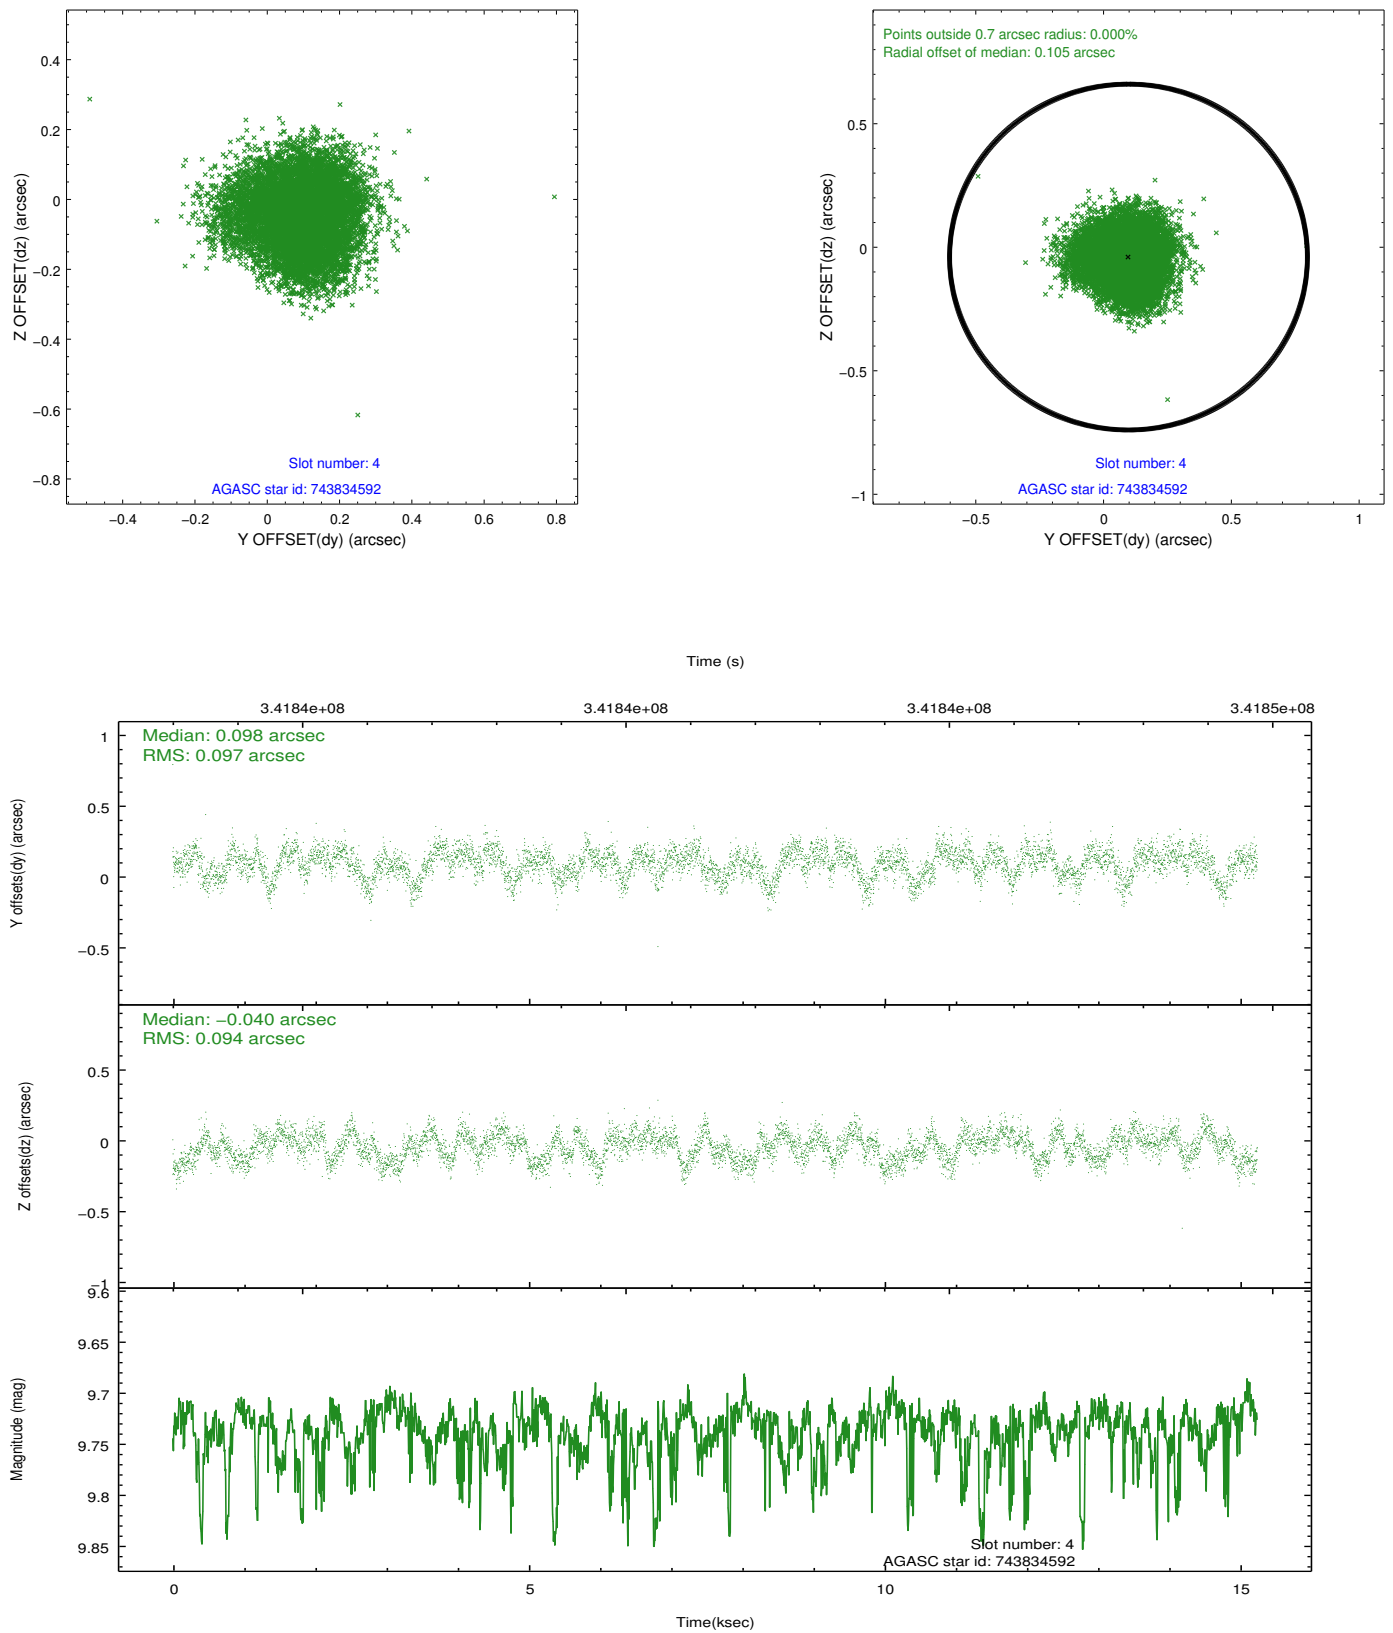 0.4
0.2
0
−0.2
−0.4
−0.6
−0.8
Z OFFSET(dz) (arcsec)
Slot number: 4
AGASC star id: 743834592
−0.4 −0.2 0 0.2 0.4 0.6 0.8
Y OFFSET(dy) (arcsec)
Points outside 0.7 arcsec radius: 0.000%
Radial offset of median: 0.105 arcsec
0.5
0
−0.5
−1
Z OFFSET(dz) (arcsec)
Slot number: 4
AGASC star id: 743834592
−0.5 0 0.5 1
Y OFFSET(dy) (arcsec)
Time (s)
3.4184e+08 3.4184e+08 3.4184e+08 3.4185e+08
Median: 0.098 arcsec
RMS: 0.097 arcsec
1
0.5
0
−0.5
Y offsets(dy) (arcsec)
Median: −0.040 arcsec
RMS: 0.094 arcsec
0.5
0
−0.5
−1
Z offsets(dz) (arcsec)
9.6
9.65
9.7
9.75
9.8
9.85
Magnitude (mag)
Slot number: 4
AGASC star id: 743834592
0 5 10 15
Time(ksec)